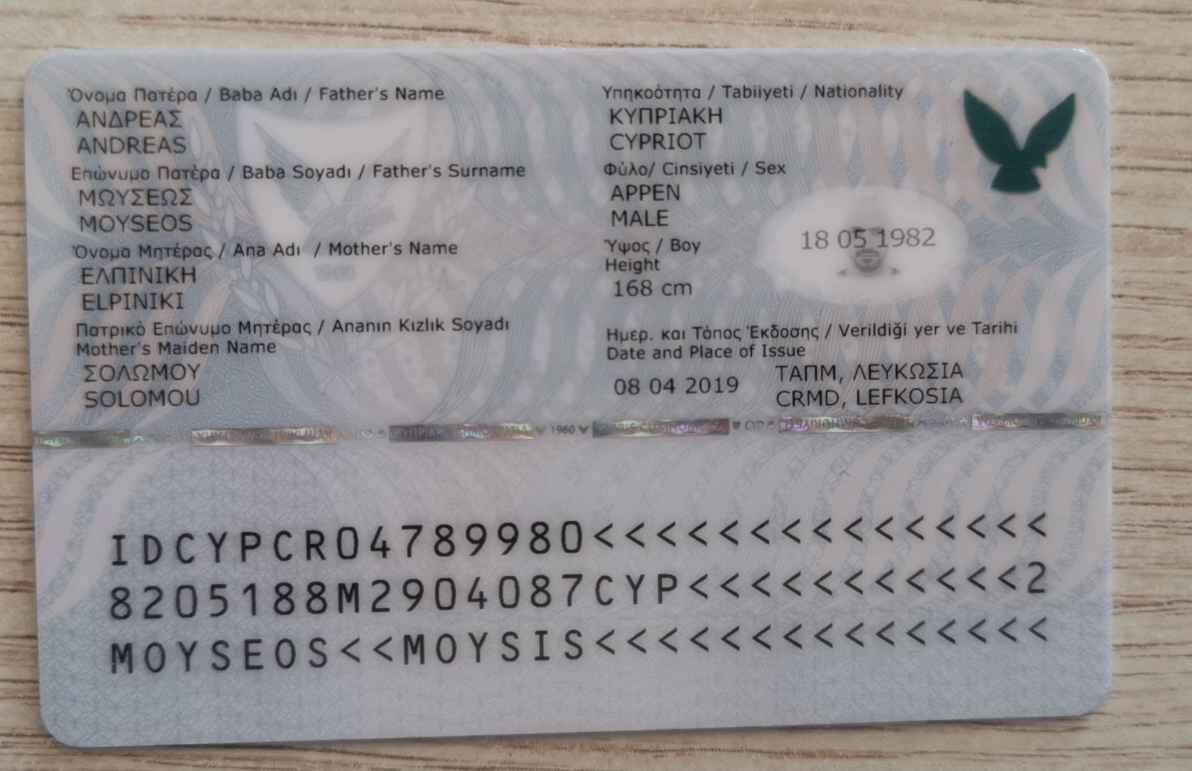 Όνομα Πατέρα / Baba Adı / Father's Name
ΑΝΔΡΕΑΣ
ANDREAS
Επώνυμο Πατέρα / Baba Soyadı / Father's Surname
ΜΩΥΣΕΩΣ
MOYSEOS
Όνομα Μητέρας / Ana Adı / Mother's Name
ΕΛΠΙΝΙΚΗ
ELPINIKI
Πατρικό Επώνυμο Μητέρας / Ananın Kızlık Soyadı
Mother's Maiden Name
ΣΟΛΩΜΟΥ
SOLOMOU
Υπηκοότητα / Tabiiyeti / Nationality
ΚΥΠΡΙΑΚΗ
CYPRIOT
Φύλο/ Cinsiyeti / Sex
ΑΡΡΕΝ
MALE
Ύψος / Boy
Height
168 cm
18 05 1982
Ημερ. και Τόπος Έκδοσης / Verildiği yer ve Tarihi
Date and Place of Issue
08 04 2019
ΤΑΠΜ, ΛΕΥΚΩΣΙΑ
CRMD, LEFKOSIA
1960
IDCYPCR04789980<<<<<<<<<<<<<<<
8205188M2904087CYP<<<<<<<<<<<2
MOYSEOS<<MOYSIS<<<<<<<<<<<<<<<